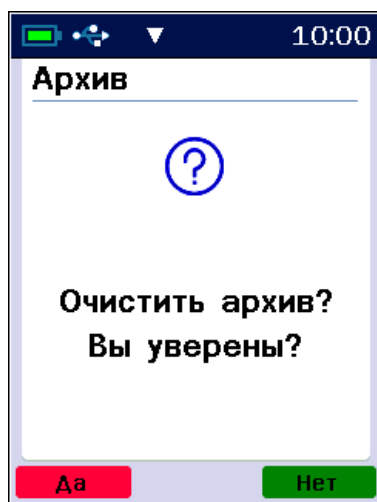 10:00
Архив
?
Очистить архив?
Вы уверены?
Да
Нет